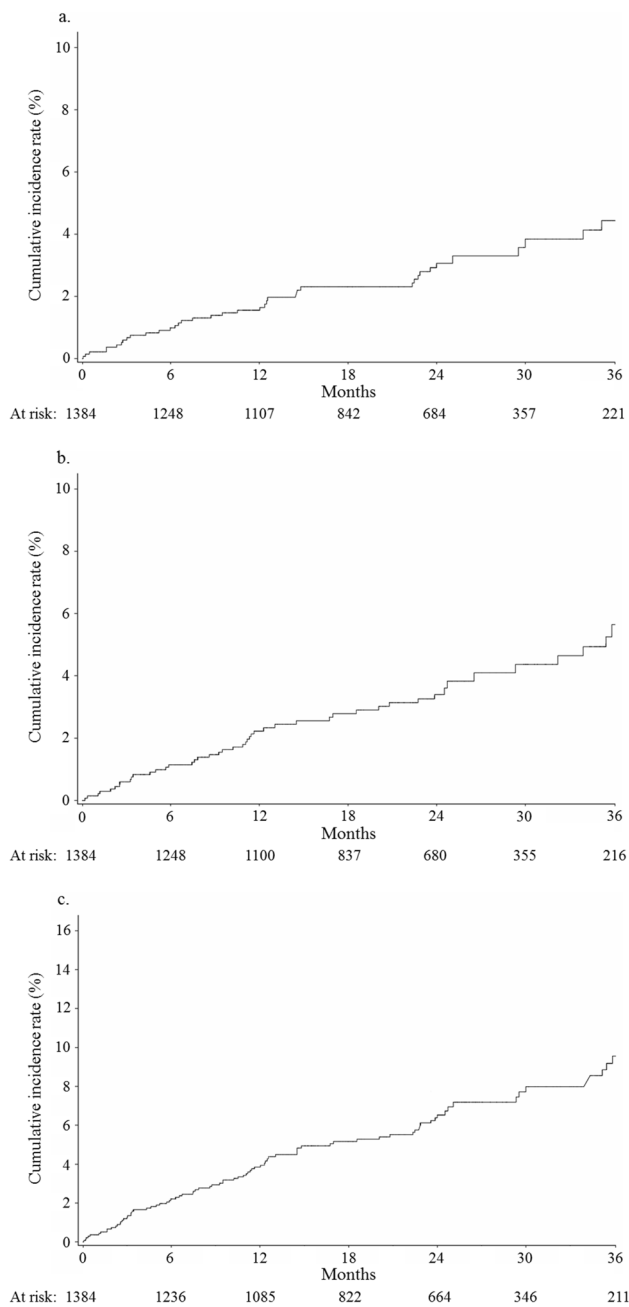 a.
Cumulative incidence rate (%)
10
8
6
4
2
0
0 6 12 18 24 30 36
Months
At risk: 1384 1248 1107 842 684 357 221
b.
Cumulative incidence rate (%)
10
8
6
4
2
0
0 6 12 18 24 30 36
Months
At risk: 1384 1248 1100 837 680 355 216
c.
Cumulative incidence rate (%)
16
14
12
10
8
6
4
2
0
0 6 12 18 24 30 36
Months
At risk: 1384 1236 1085 822 664 346 211